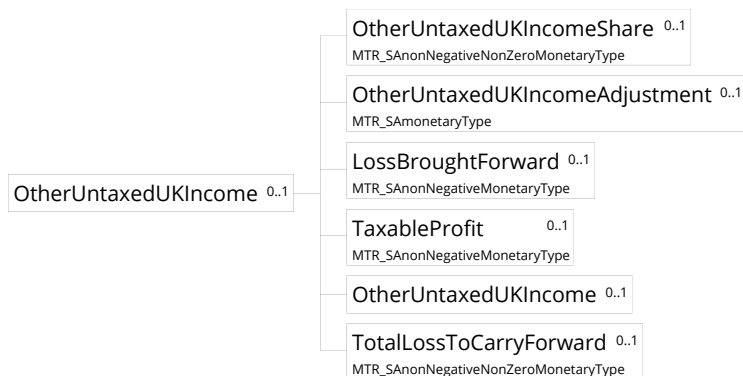 OtherUntaxedUKIncomeShare 0..1
MTR_SAnonNegativeNonZeroMonetaryType
OtherUntaxedUKIncomeAdjustment 0..1
MTR_SAmonetaryType
LossBroughtForward 0..1
MTR_SAnonNegativeMonetaryType
OtherUntaxedUKIncome 0..1
TaxableProfit 0..1
MTR_SAnonNegativeMonetaryType
OtherUntaxedUKIncome 0..1
TotalLossToCarryForward 0..1
MTR_SAnonNegativeNonZeroMonetaryType